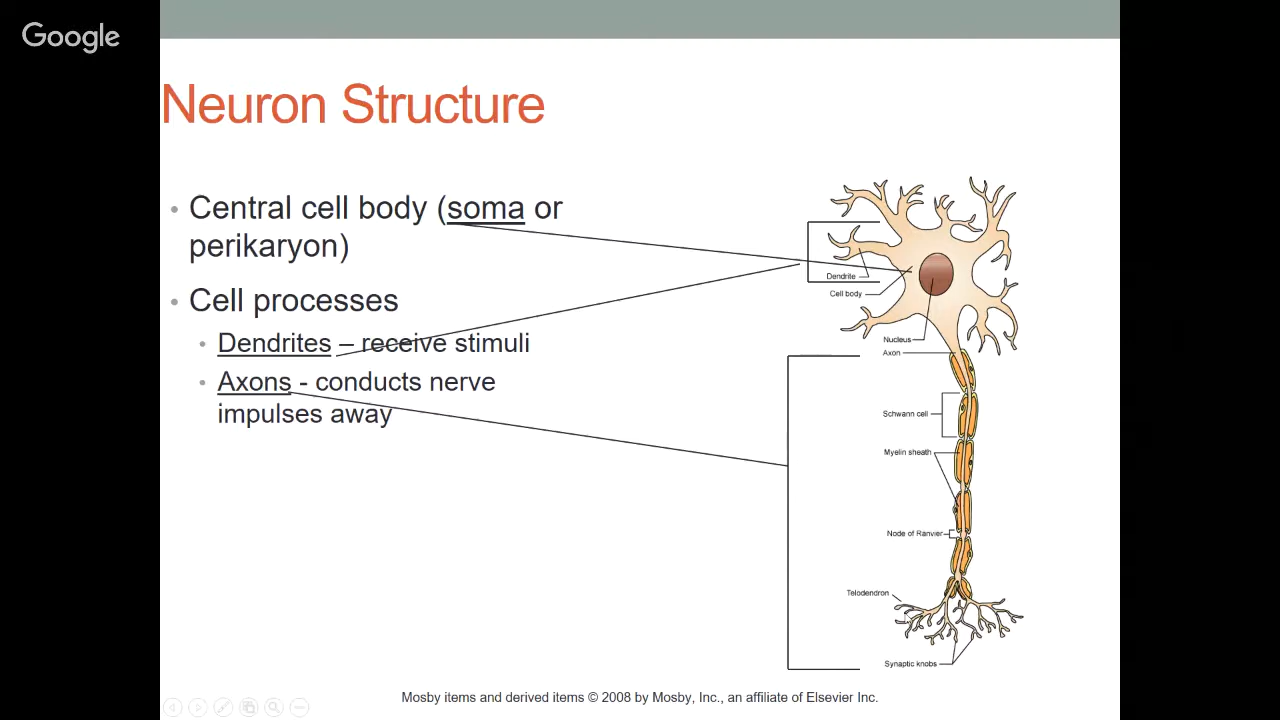 Google
Neuron Structure
• Central cell body (soma or
perikaryon)
• Cell processes
• Dendrites – receive stimuli
• Axons - conducts nerve
impulses away
Dendrite
Cell body
Nucleus
Axon
Schwann cell
Myelin sheath
Node of Ranvier
Telodendron
Synaptic knobs
Mosby items and derived items © 2008 by Mosby, Inc., an affiliate of Elsevier Inc.